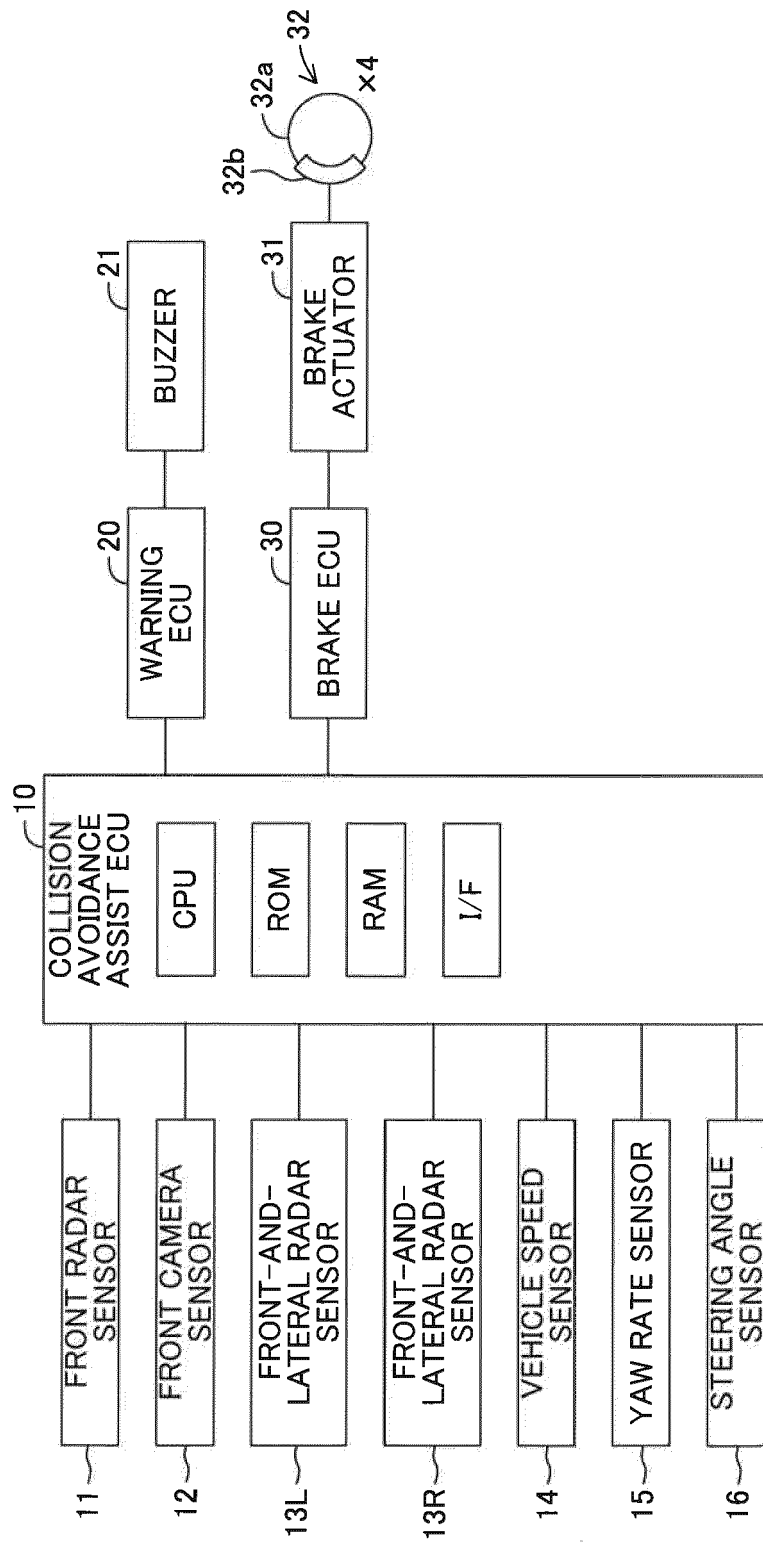 11
FRONT RADAR
SENSOR
12
FRONT CAMERA
SENSOR
13L
FRONT-AND-
LATERAL RADAR
SENSOR
13R
FRONT-AND-
LATERAL RADAR
SENSOR
14
VEHICLE SPEED
SENSOR
15
YAW RATE SENSOR
16
STEERING ANGLE
SENSOR
10
COLLISION
AVOIDANCE
ASSIST ECU
CPU
ROM
RAM
I/F
20
WARNING
ECU
21
BUZZER
30
BRAKE ECU
31
BRAKE
ACTUATOR
32b
32a
32
×4